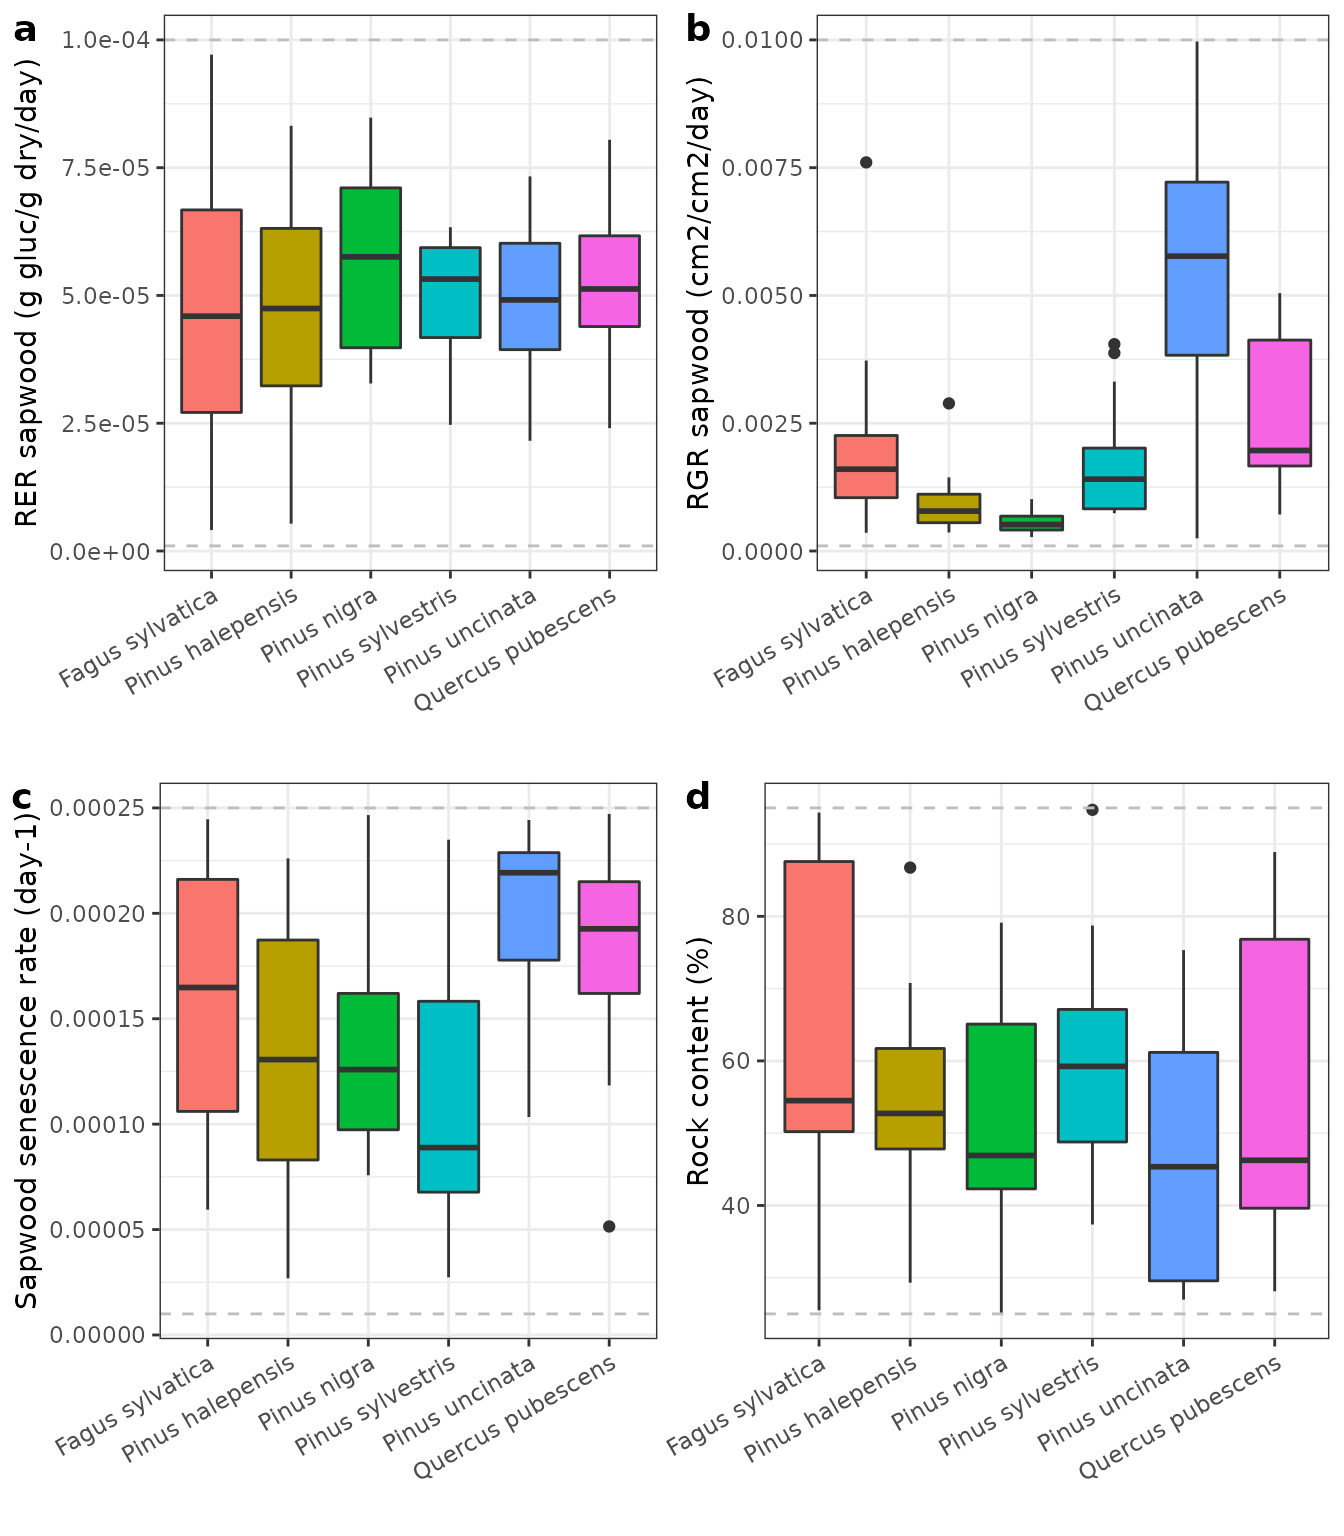 a
RER sapwood (g gluc/g dry/day)
1.0e-04
7.5e-05
5.0e-05
2.5e-05
0.0e+00
Fagus sylvatica
Pinus halepensis
Pinus nigra
Pinus sylvestris
Pinus uncinata
Quercus pubescens
b
RGR sapwood (cm2/cm2/day)
0.0100
0.0075
0.0050
0.0025
0.0000
Fagus sylvatica
Pinus halepensis
Pinus nigra
Pinus sylvestris
Pinus uncinata
Quercus pubescens
c
Sapwood senescence rate (day-1)
0.00025
0.00020
0.00015
0.00010
0.00005
0.00000
Fagus sylvatica
Pinus halepensis
Pinus nigra
Pinus sylvestris
Pinus uncinata
Quercus pubescens
d
Rock content (%)
80
60
40
Fagus sylvatica
Pinus halepensis
Pinus nigra
Pinus sylvestris
Pinus uncinata
Quercus pubescens